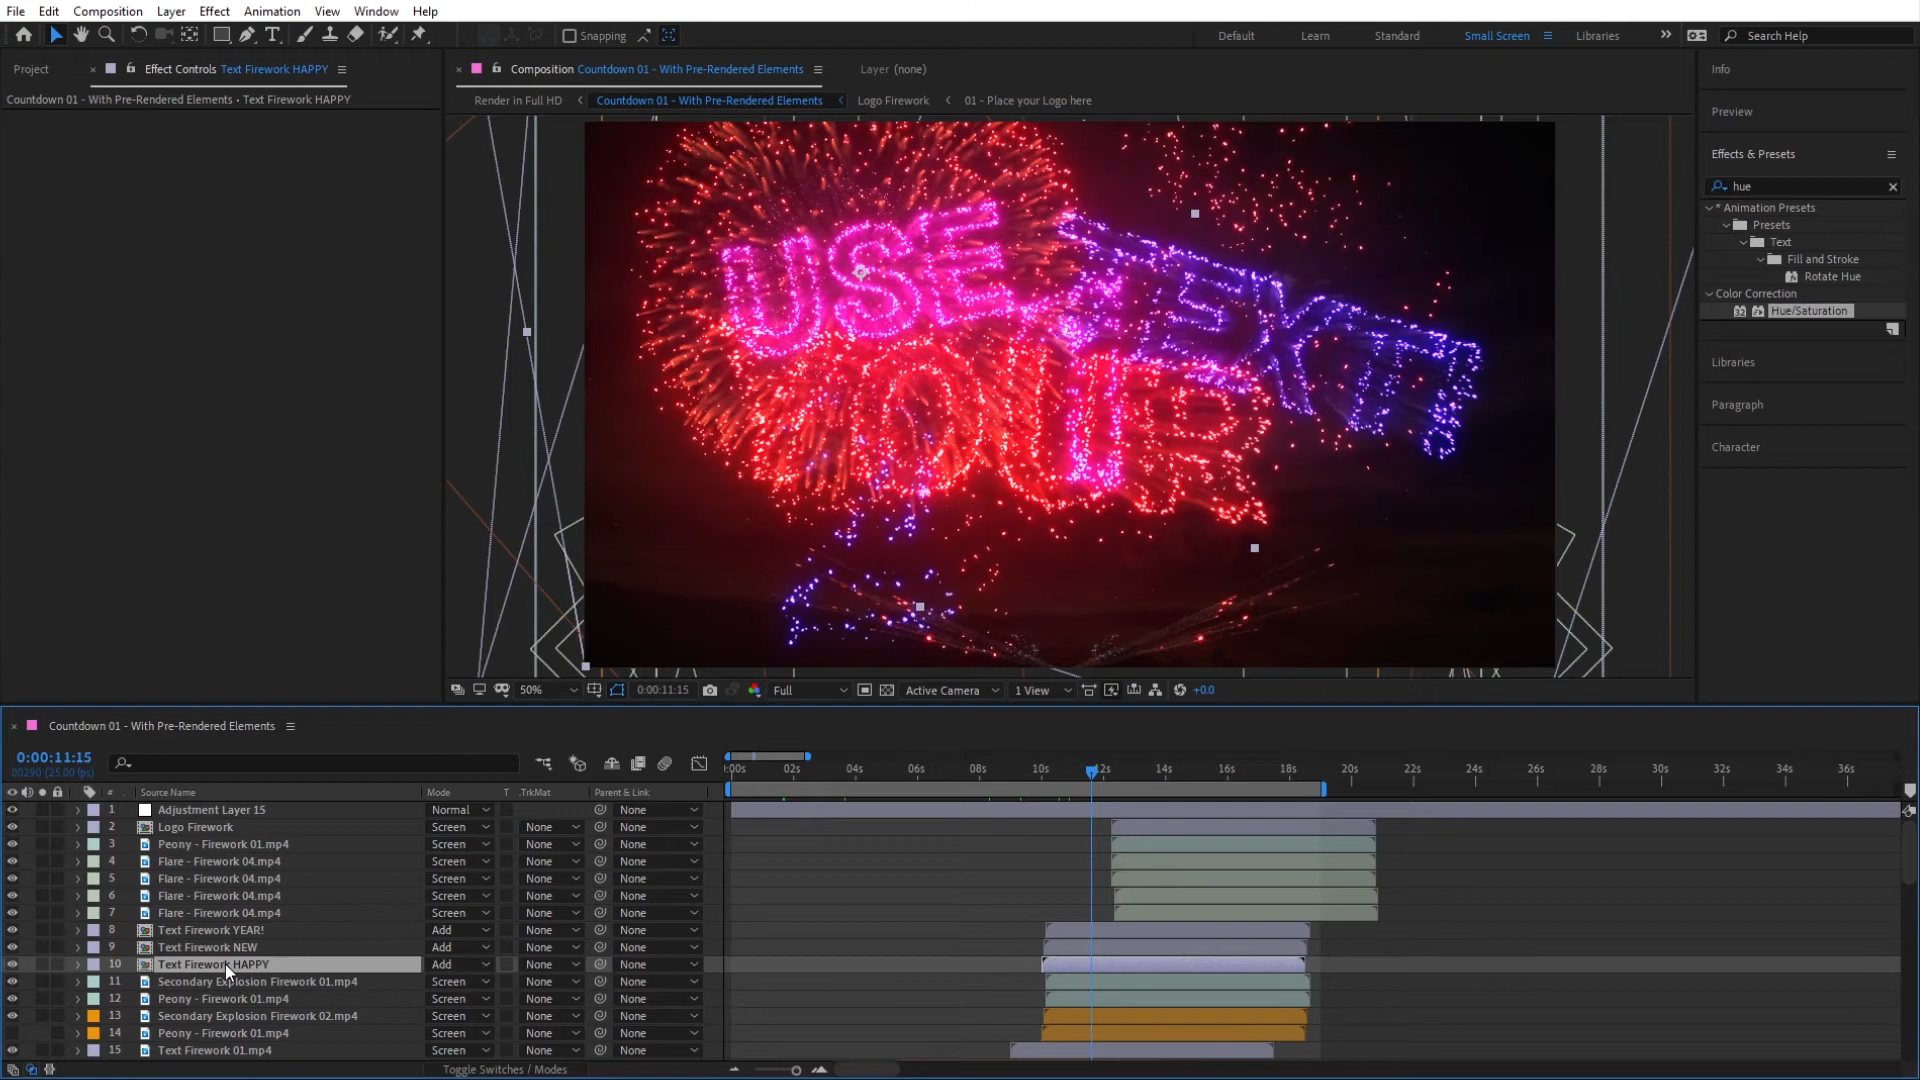 File Edit Composition Layer Effect Animation View Window Help
Snapping
Default Learn Standard Small Screen Libraries Search Help
Project Effect Controls Text Firework HAPPY
Countdown 01 - With Pre-Rendered Elements • Text Firework HAPPY
Composition Countdown 01 - With Pre-Rendered Elements Layer (none)
Render in Full HD Countdown 01 - With Pre-Rendered Elements Logo Firework 01 - Place your Logo here
USE
TEXT!
YOUR
50% 0:00:11:15 Full Active Camera 1 View +0.0
Info
Preview
Effects & Presets
hue
* Animation Presets
Presets
Text
Fill and Stroke
Rotate Hue
Color Correction
32 Hue/Saturation
Libraries
Paragraph
Character
Countdown 01 - With Pre-Rendered Elements
0:00:11:15
00290 (25.00 fps)
:00s 02s 04s 06s 08s 10s 12s 14s 16s 18s 20s 22s 24s 26s 28s 30s 32s 34s 36s
# Source Name Mode T .TrkMat Parent & Link
1 Adjustment Layer 15 Normal None
2 Logo Firework Screen None None
3 Peony - Firework 01.mp4 Screen None None
4 Flare - Firework 04.mp4 Screen None None
5 Flare - Firework 04.mp4 Screen None None
6 Flare - Firework 04.mp4 Screen None None
7 Flare - Firework 04.mp4 Screen None None
8 Text Firework YEAR! Add None None
9 Text Firework NEW Add None None
10 Text Firework HAPPY Add None None
11 Secondary Explosion Firework 01.mp4 Screen None None
12 Peony - Firework 01.mp4 Screen None None
13 Secondary Explosion Firework 02.mp4 Screen None None
14 Peony - Firework 01.mp4 Screen None None
15 Text Firework 01.mp4 Screen None None
Toggle Switches / Modes